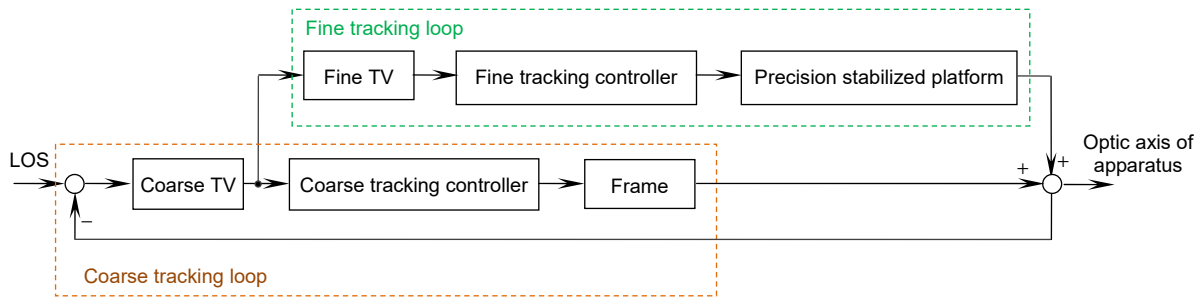 Fine tracking loop
Fine TV
Fine tracking controller
Precision stabilized platform
LOS
Coarse TV
Coarse tracking controller
Frame
+
+
Optic axis of
apparatus
−
Coarse tracking loop